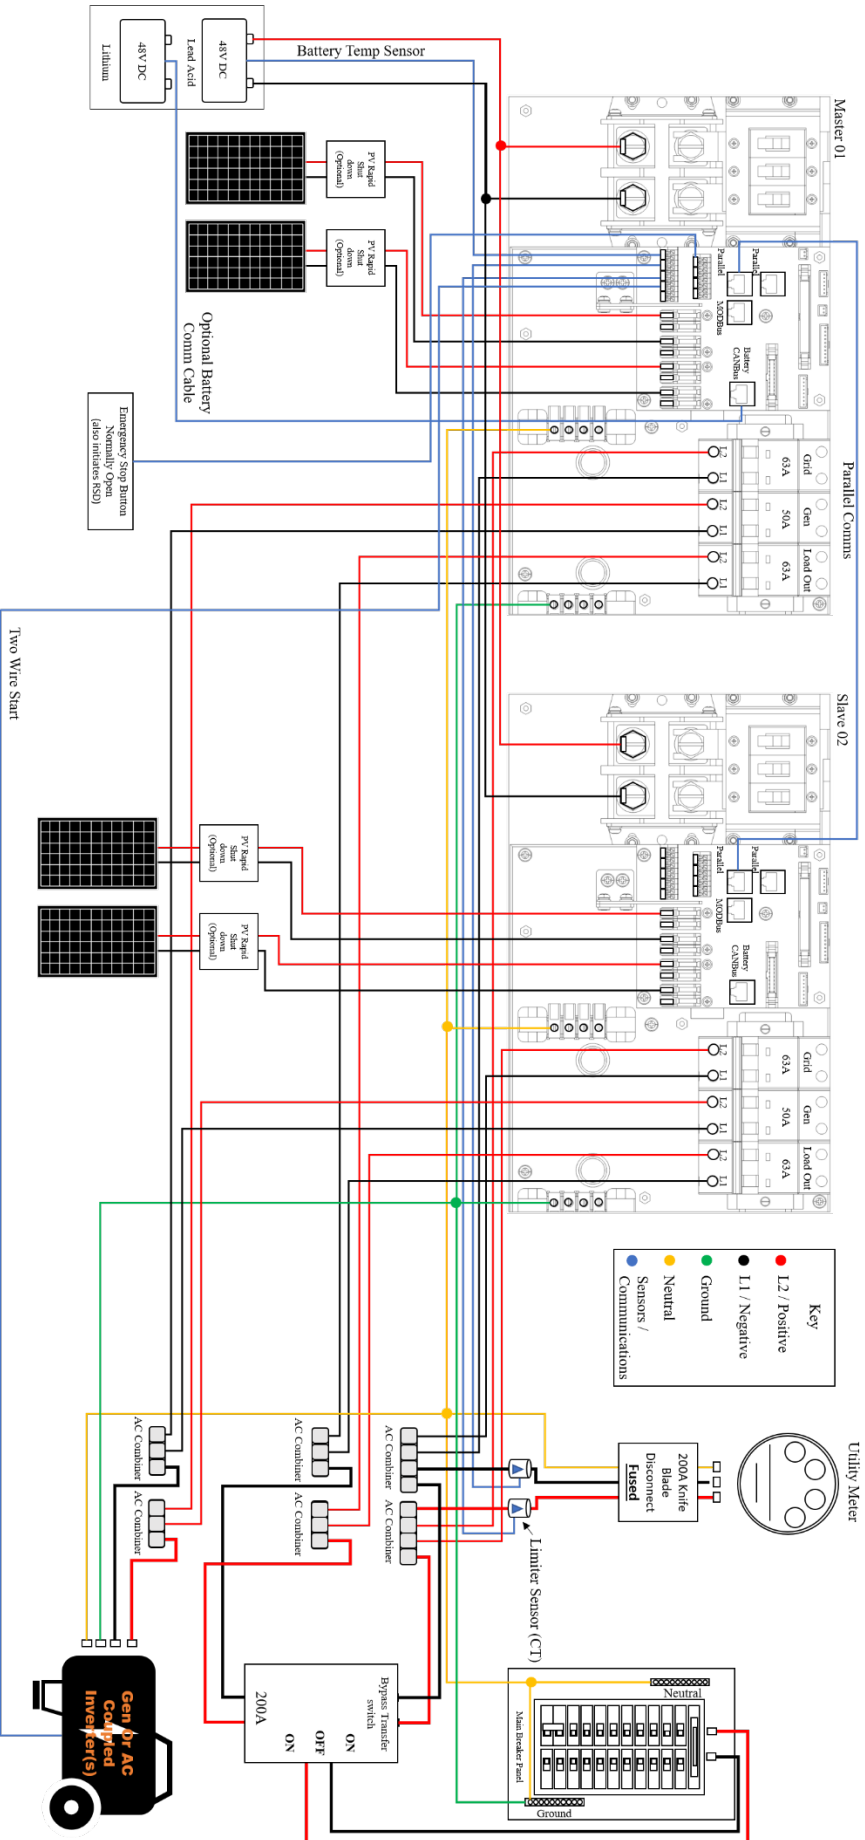 Battery Temp Sensor
48V DC
Lead Acid
48V DC
Lithium
Master 01
PV Rapid
Shut
down
(Optional)
PV Rapid
Shut
down
(Optional)
Optional Battery
Comm Cable
Parallel
Parallel
MODBus
Battery
CANBus
Emergency Stop Button
Normally Open
(also initiates RSD)
Parallel Comms
Grid
63A
L2
L1
Gen
50A
L2
L1
Load Out
63A
L2
L1
Two Wire Start
Slave 02
PV Rapid
Shut
down
(Optional)
PV Rapid
Shut
down
(Optional)
Parallel
Parallel
MODBus
Battery
CANBus
Grid
63A
L2
L1
Gen
50A
L2
L1
Load Out
63A
L2
L1
Key
L2 / Positive
L1 / Negative
Ground
Neutral
Sensors /
Communications
Utility Meter
200A Knife
Blade
Disconnect
Fused
Limiter Sensor (CT)
AC Combiner
AC Combiner
AC Combiner
AC Combiner
AC Combiner
AC Combiner
Bypass Transfer
switch
200A
ON
OFF
ON
Neutral
Main Breaker Panel
Ground
Gen Or AC
Coupled
Inverter(s)